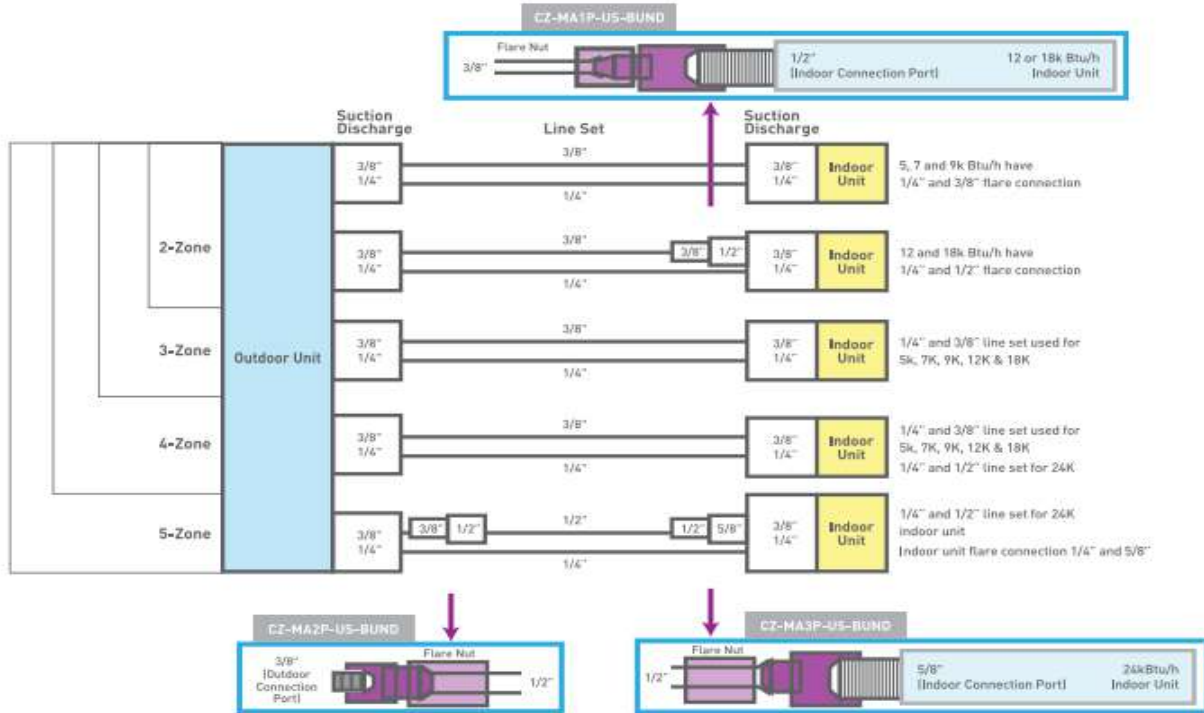 CZ-MA1P-US-BUND
Flare Nut
3/8"
1/2"
(Indoor Connection Port)
12 or 18k Btu/h
Indoor Unit
Suction
Discharge
Line Set
Suction
Discharge
Outdoor Unit
3/8"
1/4"
3/8"
1/4"
3/8"
1/4"
Indoor
Unit
5, 7 and 9k Btu/h have
1/4" and 3/8" flare connection
2-Zone
3/8"
1/4"
3/8"
3/8"
1/2"
1/4"
3/8"
1/4"
Indoor
Unit
12 and 18k Btu/h have
1/4" and 1/2" flare connection
3-Zone
3/8"
1/4"
3/8"
1/4"
3/8"
1/4"
Indoor
Unit
1/4" and 3/8" line set used for
5k, 7K, 9K, 12K & 18K
4-Zone
3/8"
1/4"
3/8"
1/4"
3/8"
1/4"
Indoor
Unit
1/4" and 3/8" line set used for
5k, 7K, 9K, 12K & 18K
1/4" and 1/2" line set for 24K
5-Zone
3/8"
1/4"
3/8"
1/2"
1/2"
1/2"
5/8"
1/4"
3/8"
1/4"
Indoor
Unit
1/4" and 1/2" line set for 24K
indoor unit
Indoor unit flare connection 1/4" and 5/8"
CZ-MA2P-US-BUND
3/8"
(Outdoor
Connection
Port)
Flare Nut
1/2"
CZ-MA3P-US-BUND
Flare Nut
1/2"
5/8"
(Indoor Connection Port)
24kBtu/h
Indoor Unit